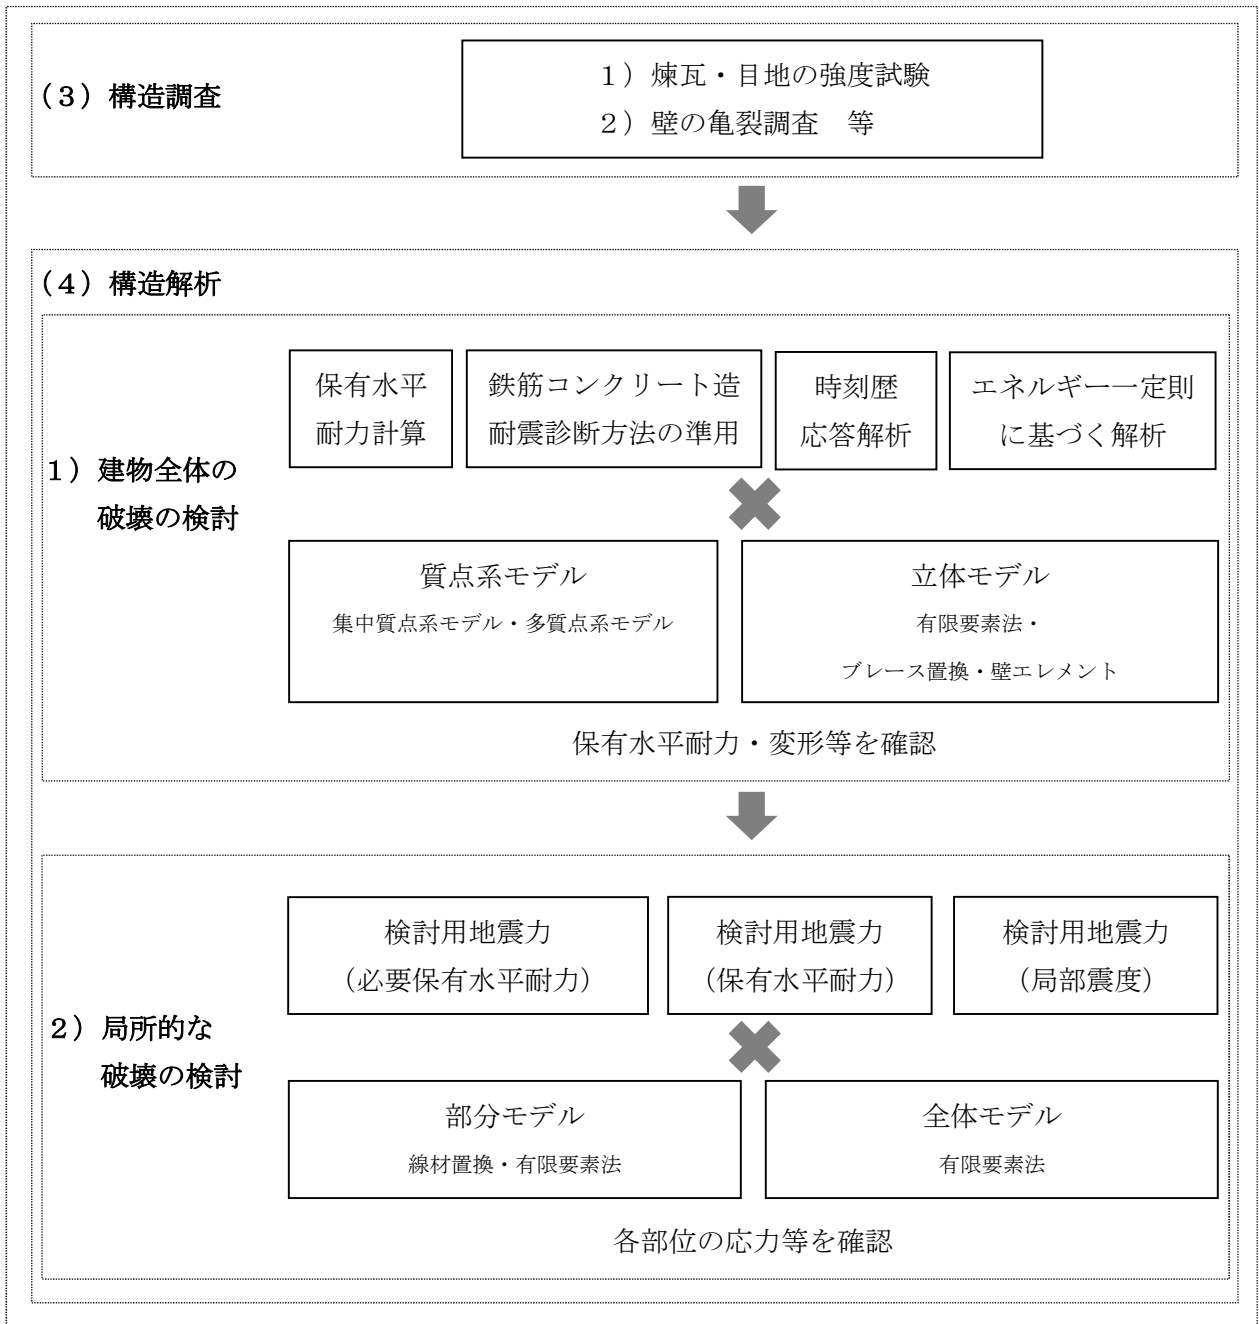 (3)構造調査
1)煉瓦・目地の強度試験
2)壁の亀裂調査　等
(4)構造解析
1)建物全体の
破壊の検討
保有水平
耐力計算
鉄筋コンクリート造
耐震診断方法の準用
時刻歴
応答解析
エネルギー一定則
に基づく解析
質点系モデル
集中質点系モデル・多質点系モデル
立体モデル
有限要素法・
ブレース置換・壁エレメント
保有水平耐力・変形等を確認
2)局所的な
破壊の検討
検討用地震力
(必要保有水平耐力)
検討用地震力
(保有水平耐力)
検討用地震力
(局部震度)
部分モデル
線材置換・有限要素法
全体モデル
有限要素法
各部位の応力等を確認